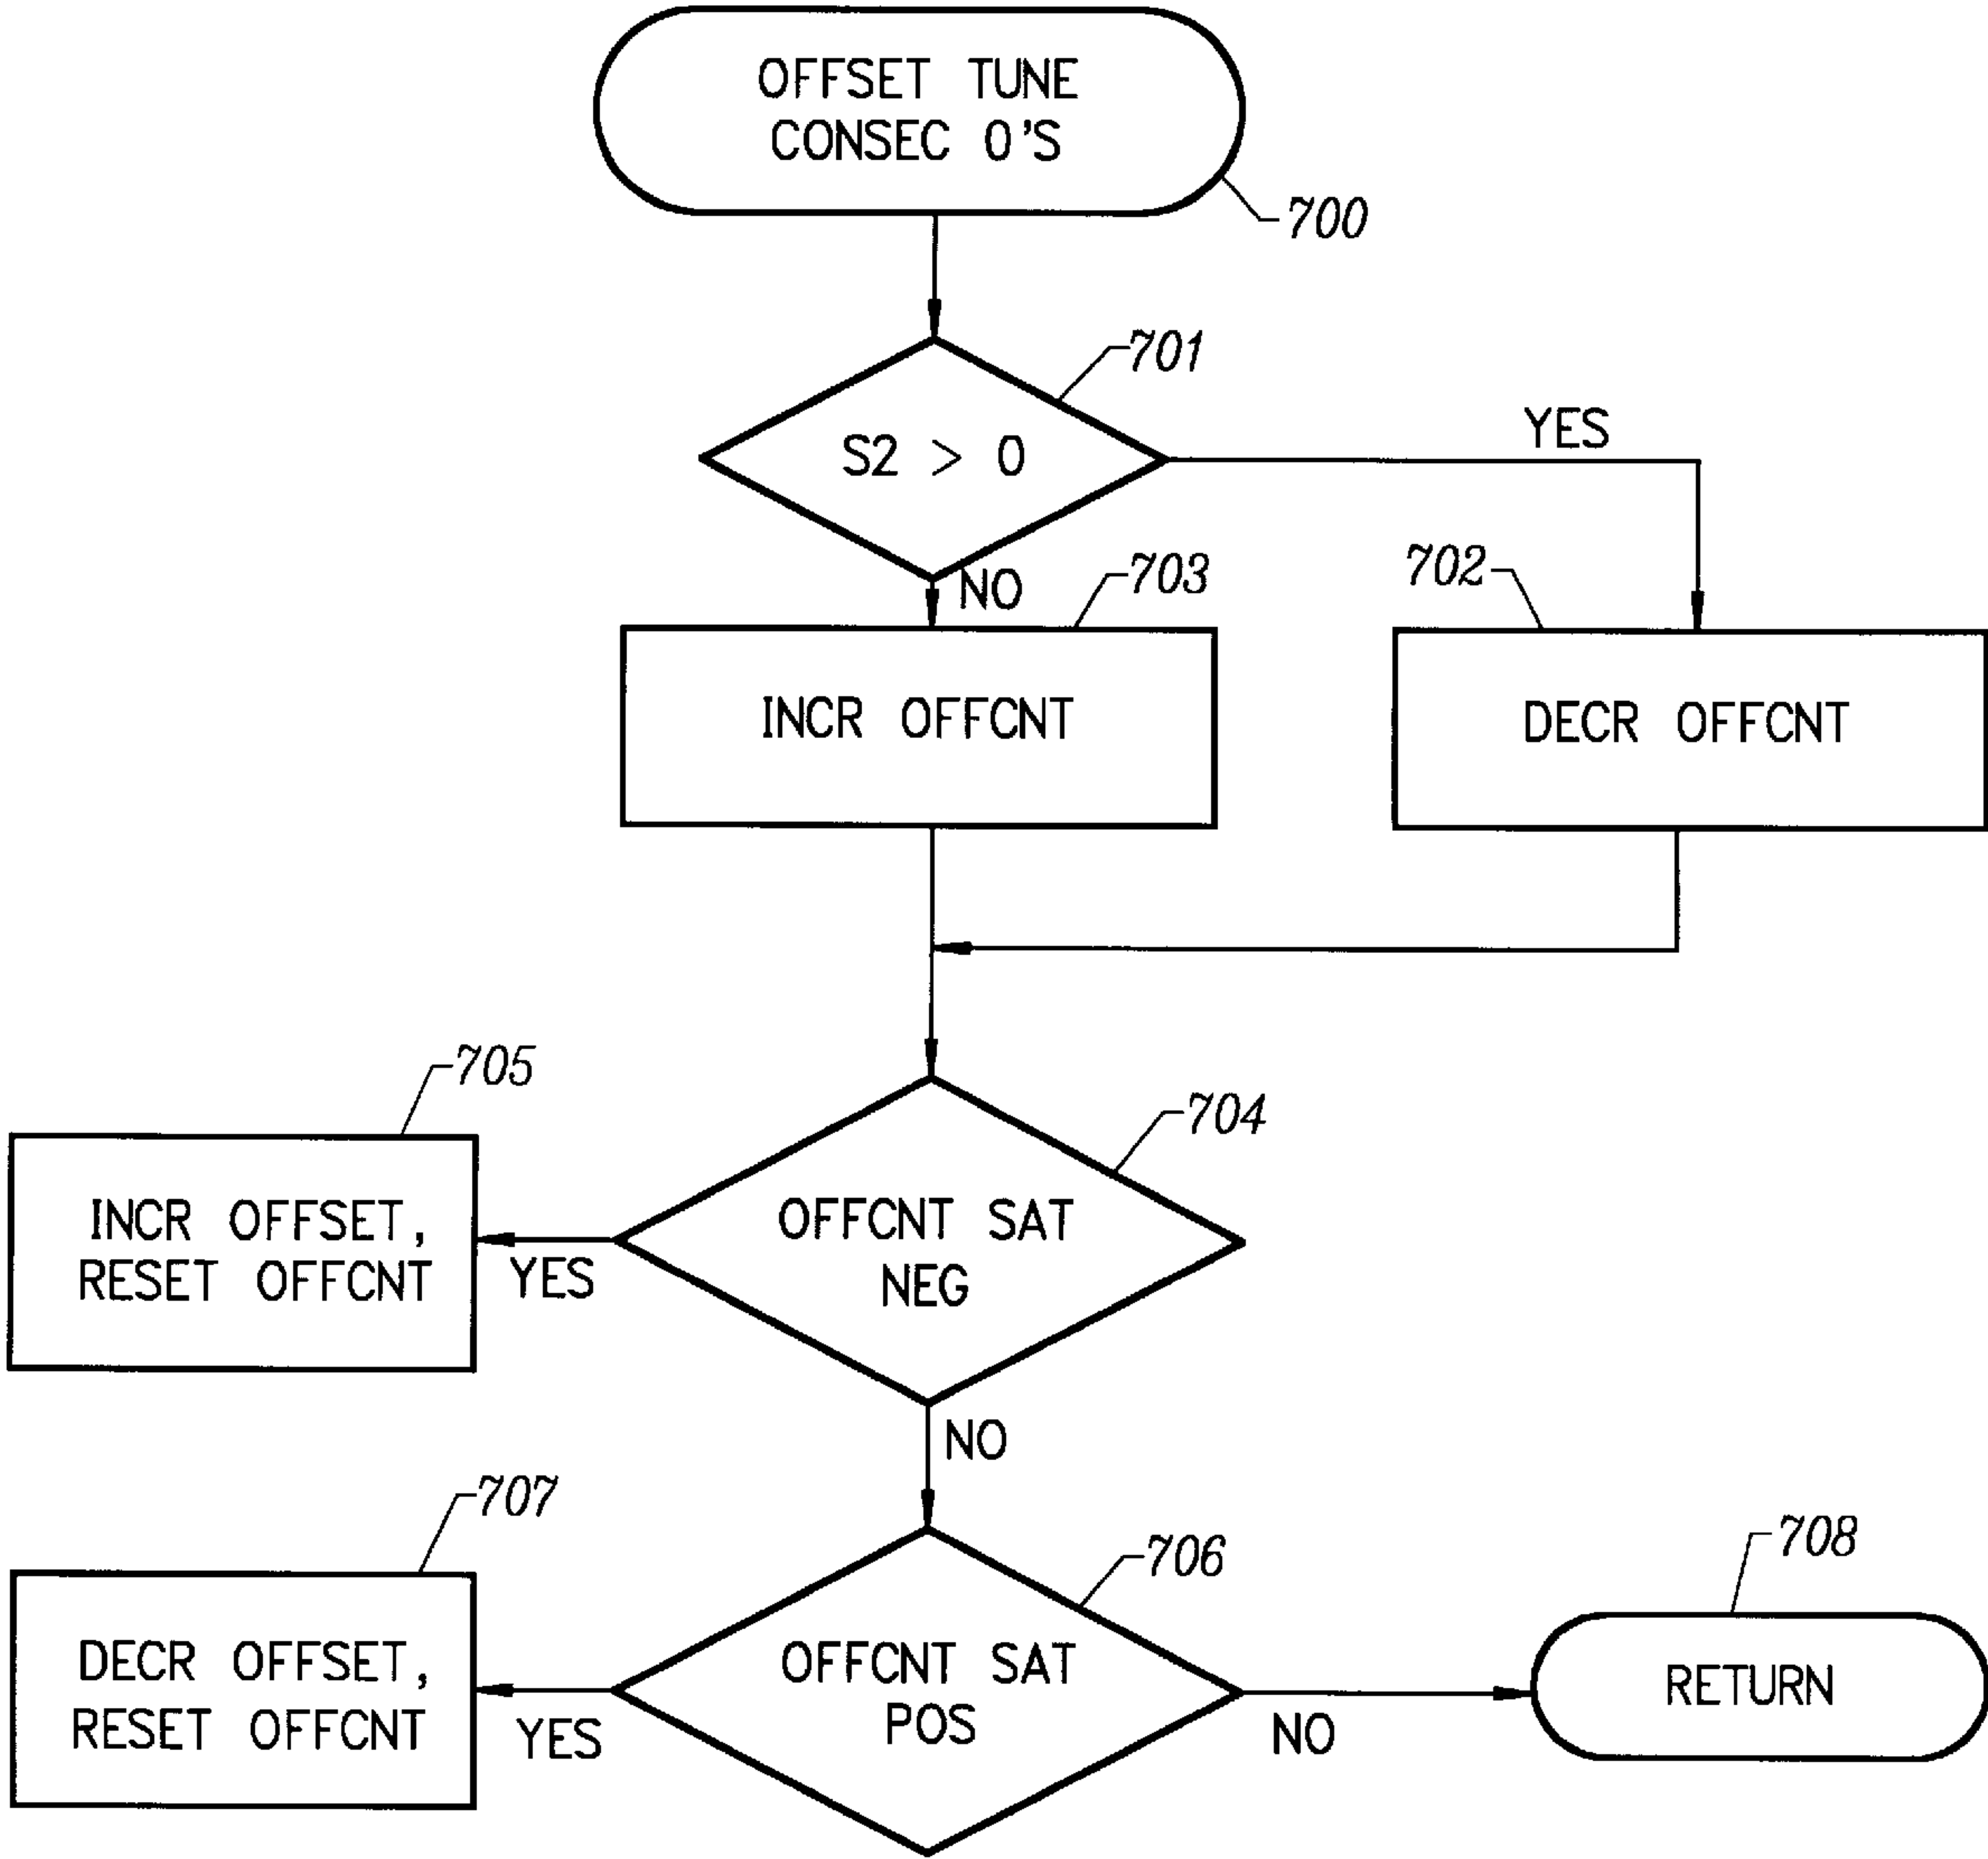 OFFSET TUNE
CONSEC 0'S
700
701
S2 > 0
YES
NO
703
702
INCR OFFCNT
DECR OFFCNT
705
704
INCR OFFSET,
RESET OFFCNT
YES
OFFCNT SAT
NEG
NO
707
706
708
DECR OFFSET,
RESET OFFCNT
YES
OFFCNT SAT
POS
NO
RETURN